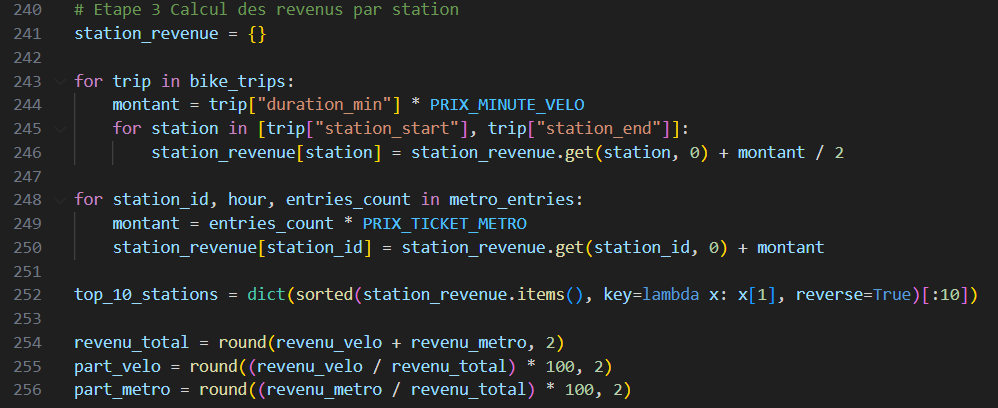 240 # Etape 3 Calcul des revenus par station
241 station_revenue = {}
242
243 for trip in bike_trips:
244     montant = trip["duration_min"] * PRIX_MINUTE_VELO
245     for station in [trip["station_start"], trip["station_end"]]:
246         station_revenue[station] = station_revenue.get(station, 0) + montant / 2
247
248 for station_id, hour, entries_count in metro_entries:
249     montant = entries_count * PRIX_TICKET_METRO
250     station_revenue[station_id] = station_revenue.get(station_id, 0) + montant
251
252 top_10_stations = dict(sorted(station_revenue.items(), key=lambda x: x[1], reverse=True)[:10])
253
254 revenu_total = round(revenu_velo + revenu_metro, 2)
255 part_velo = round((revenu_velo / revenu_total) * 100, 2)
256 part_metro = round((revenu_metro / revenu_total) * 100, 2)